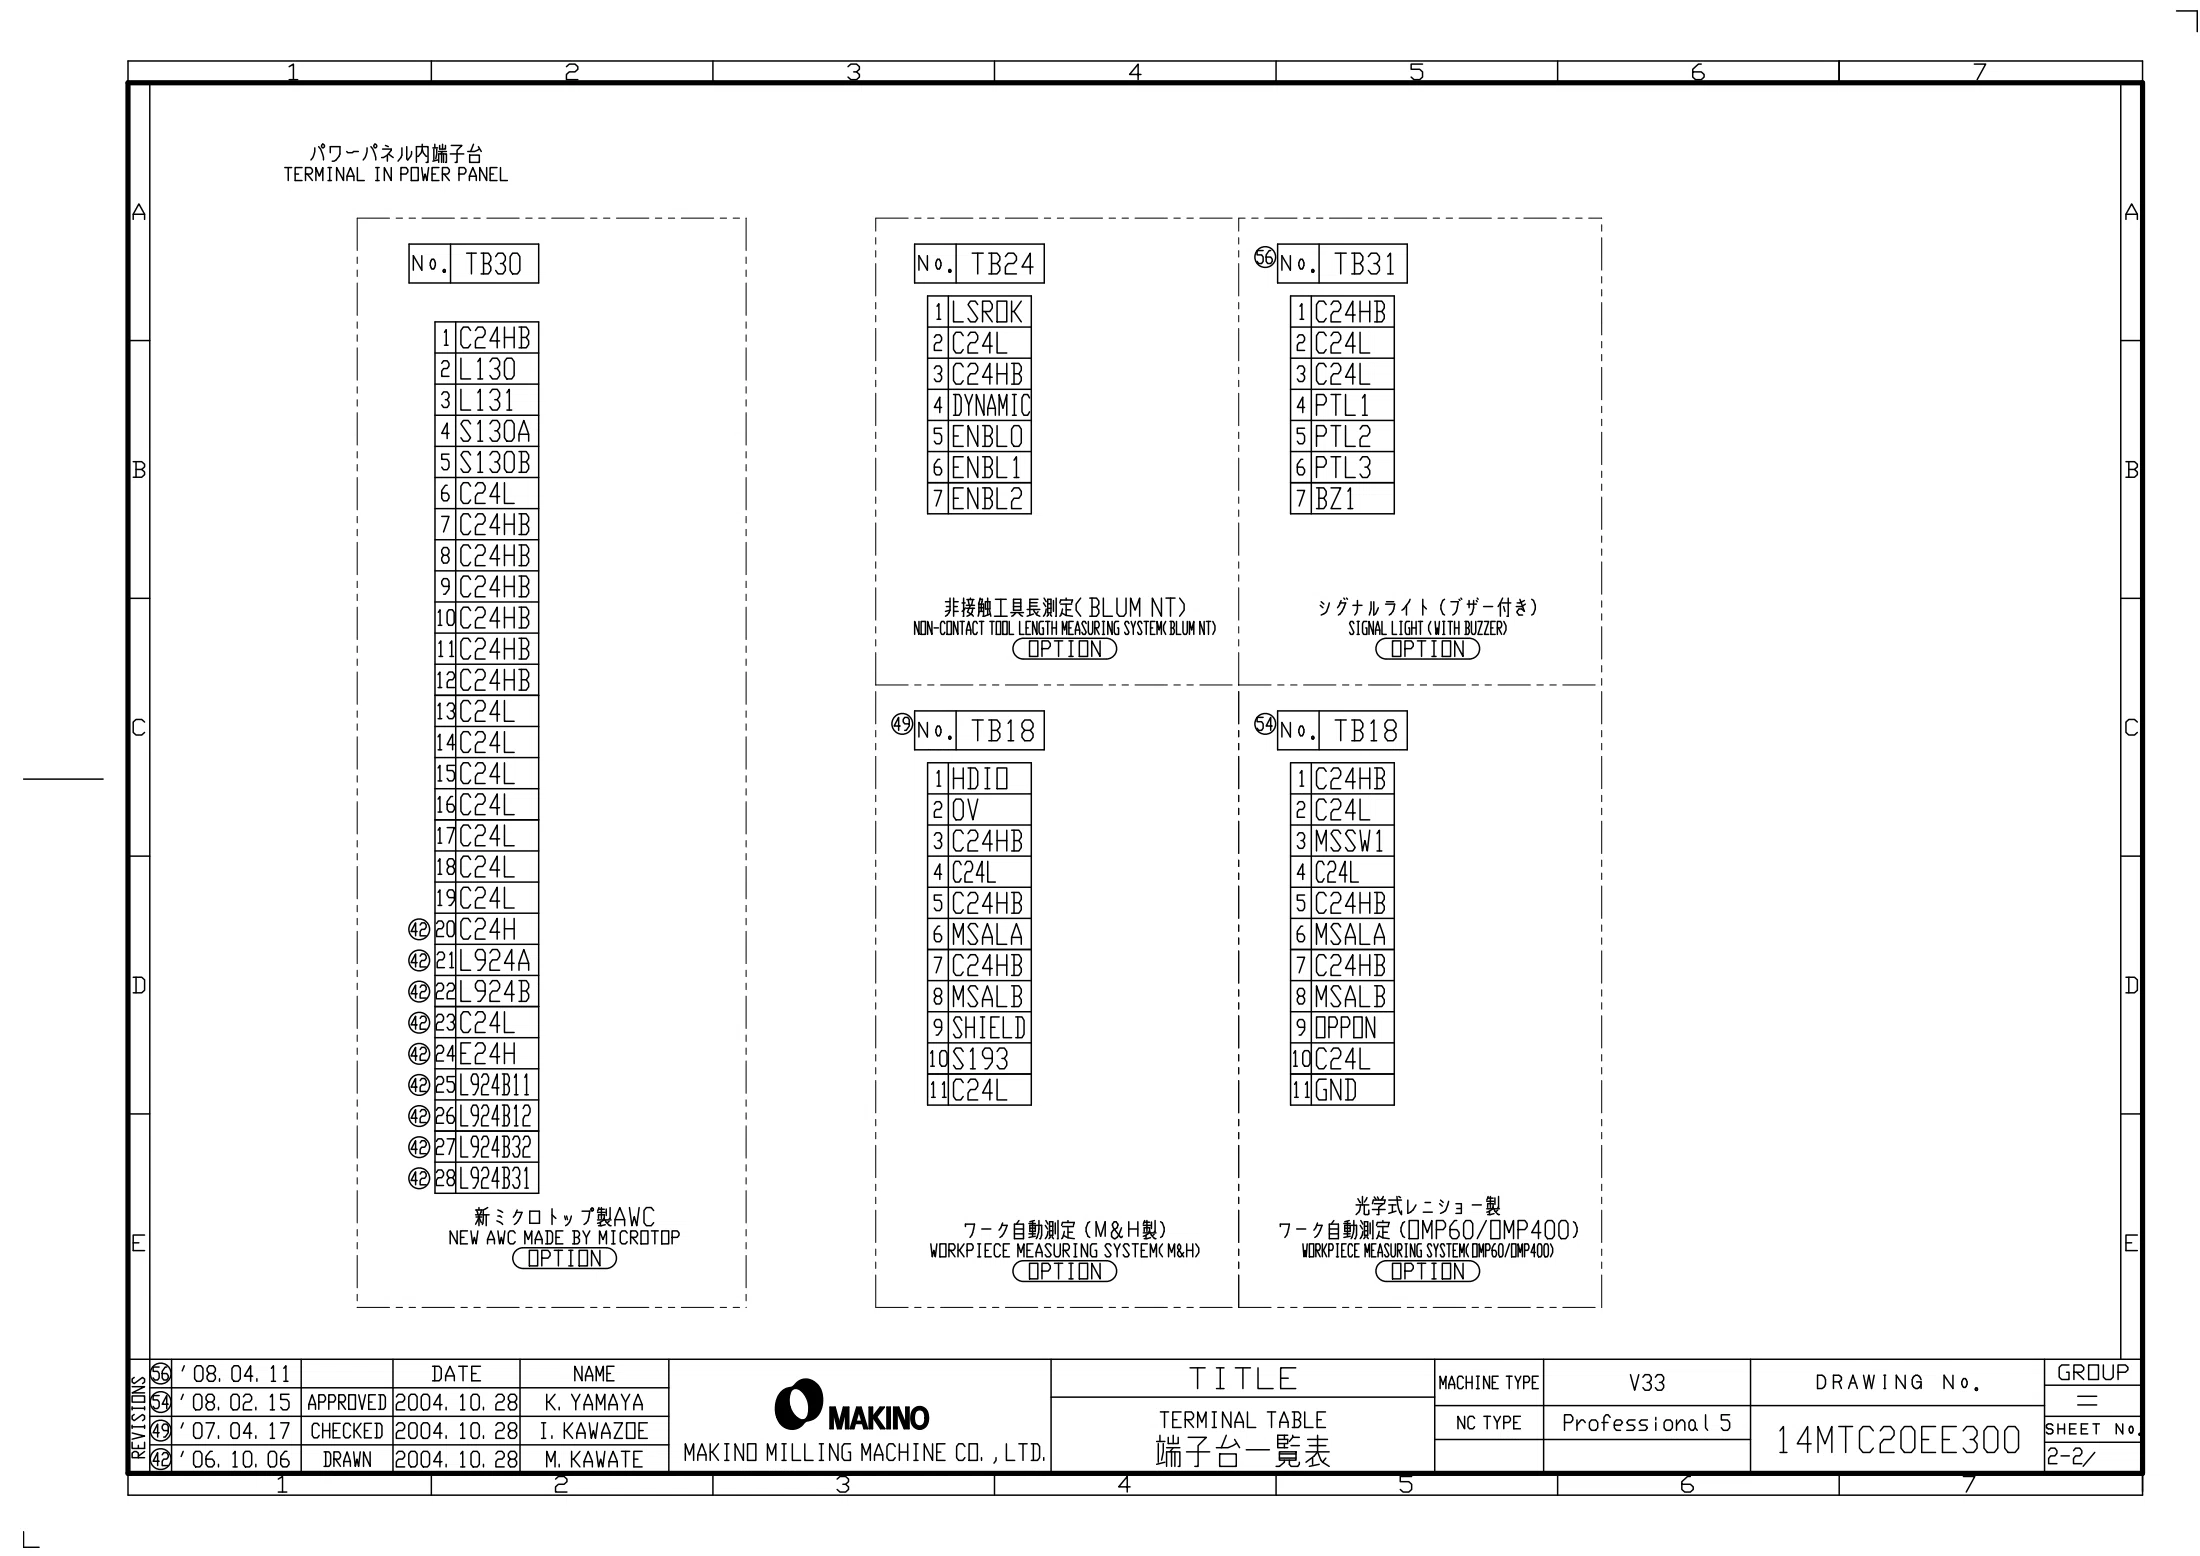 1 2 3 4 5 6 7
A A
B B
C C
D D
E E
パワーパネル内端子台
TERMINAL IN POWER PANEL
No. TB30
1 C24HB
2 L130
3 L131
4 S130A
5 S130B
6 C24L
7 C24HB
8 C24HB
9 C24HB
10 C24HB
11 C24HB
12 C24HB
13 C24L
14 C24L
15 C24L
16 C24L
17 C24L
18 C24L
19 C24L
42 20 C24H
42 21 L924A
42 22 L924B
42 23 C24L
42 24 E24H
42 25 L924B11
42 26 L924B12
42 27 L924B32
42 28 L924B31
新ミクロトップ製AWC
NEW AWC MADE BY MICROTOP
OPTION
No. TB24
1 LSROK
2 C24L
3 C24HB
4 DYNAMIC
5 ENBL0
6 ENBL1
7 ENBL2
非接触工具長測定(BLUM NT)
NON-CONTACT TOOL LENGTH MEASURING SYSTEM(BLUM NT)
OPTION
56 No. TB31
1 C24HB
2 C24L
3 C24L
4 PTL1
5 PTL2
6 PTL3
7 BZ1
シグナルライト(ブザー付き)
SIGNAL LIGHT(WITH BUZZER)
OPTION
49 No. TB18
1 HDIO
2 0V
3 C24HB
4 C24L
5 C24HB
6 MSALA
7 C24HB
8 MSALB
9 SHIELD
10 S193
11 C24L
ワーク自動測定(M&H製)
WORKPIECE MEASURING SYSTEM(M&H)
OPTION
54 No. TB18
1 C24HB
2 C24L
3 MSSW1
4 C24L
5 C24HB
6 MSALA
7 C24HB
8 MSALB
9 OPPON
10 C24L
11 GND
光学式レニショー製
ワーク自動測定(OMP60/OMP400)
WORKPIECE MEASURING SYSTEM(OMP60/OMP400)
OPTION
REVISIONS
56 '08. 04. 11 DATE NAME
54 '08. 02. 15 APPROVED 2004. 10. 28 K. YAMAYA
49 '07. 04. 17 CHECKED 2004. 10. 28 I. KAWAZOE
42 '06. 10. 06 DRAWN 2004. 10. 28 M. KAWATE
MAKINO
MAKINO MILLING MACHINE CO. ,LTD.
TITLE
TERMINAL TABLE
端子台一覧表
MACHINE TYPE V33
NC TYPE Professional 5
DRAWING No.
14MTC20EE300
GROUP
=
SHEET No.
2-2/
1 2 3 4 5 6 7